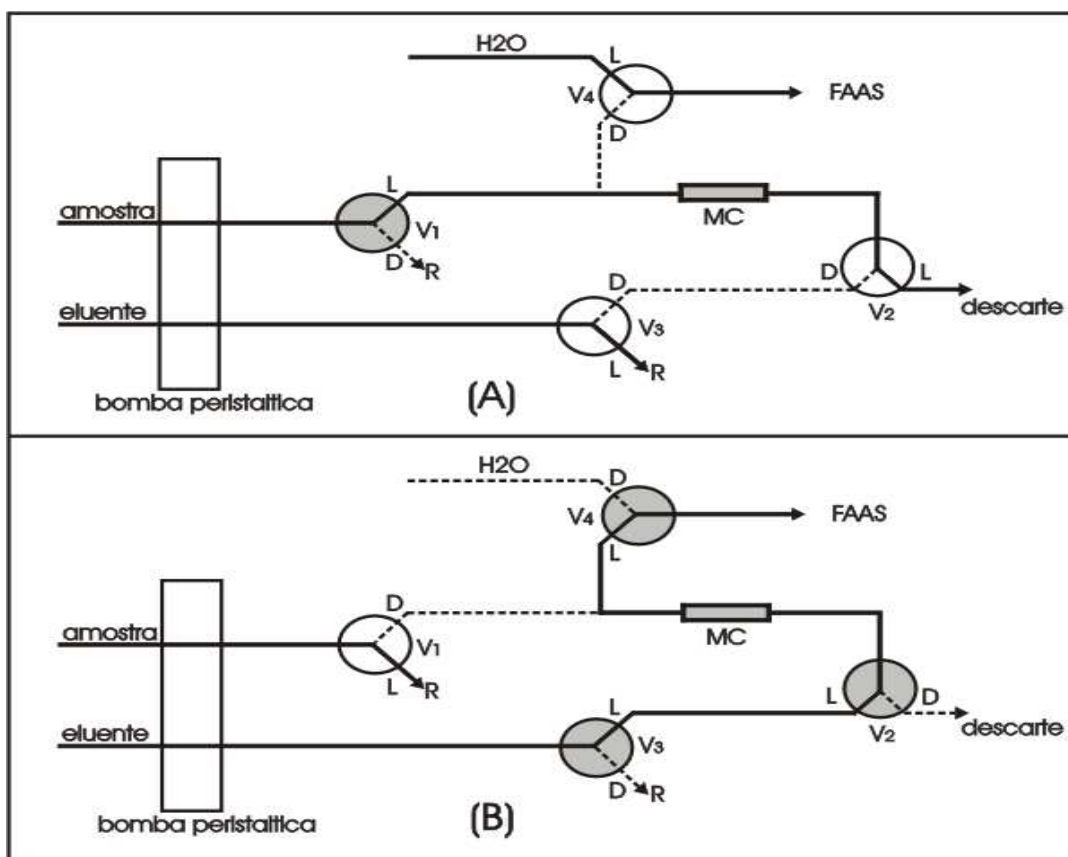 H2O
L
V4
FAAS
D
L
amostra
V1
MC
D
R
D
L
D
eluente
V3
V2
descarte
L
R
bomba peristaltica
(A)
H2O
D
V4
FAAS
L
D
amostra
V1
MC
L
R
L
D
L
eluente
V3
V2
descarte
D
R
bomba peristaltica
(B)